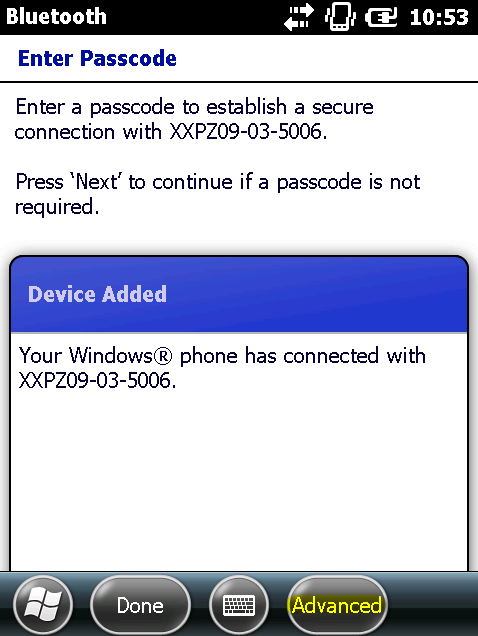 Bluetooth 10:53
Enter Passcode
Enter a passcode to establish a secure
connection with XXPZ09-03-5006.
Press ‘Next’ to continue if a passcode is not
required.
Device Added
Your Windows® phone has connected with
XXPZ09-03-5006.
Done Advanced